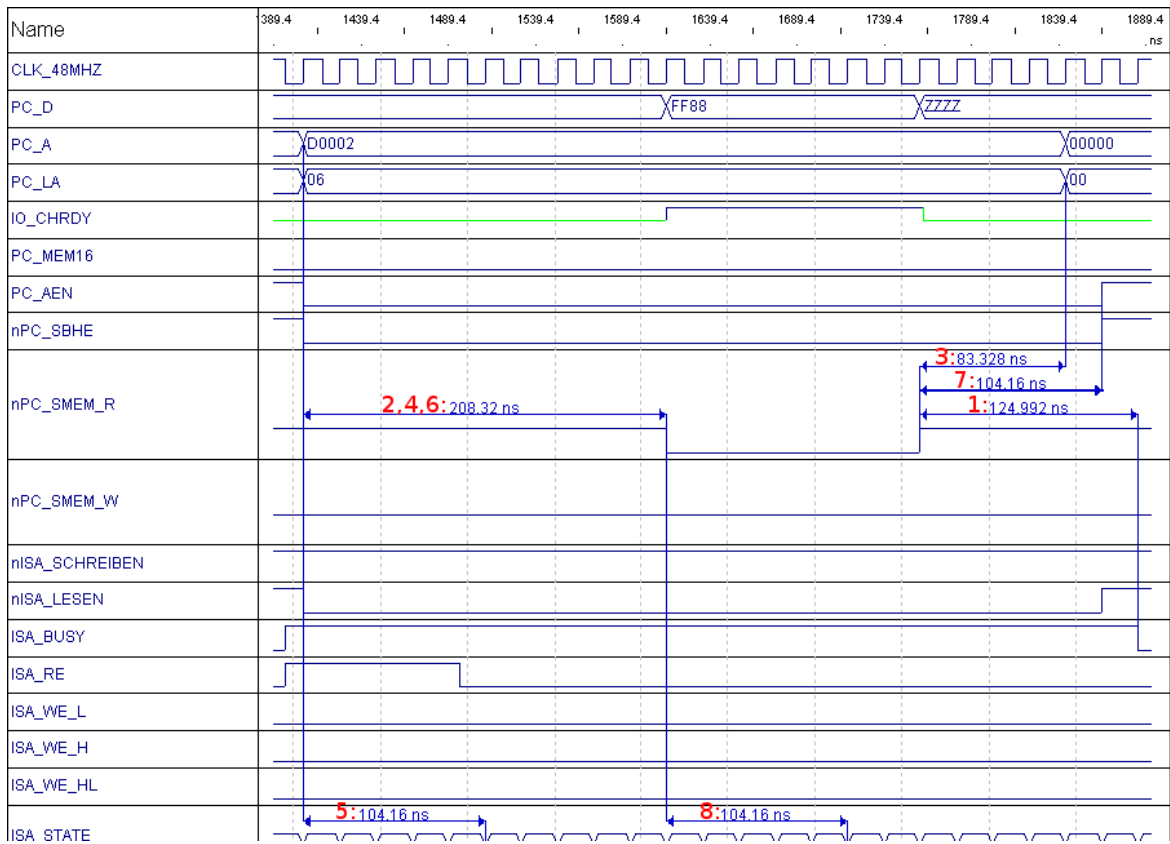 Name
1389.4 1439.4 1489.4 1539.4 1589.4 1639.4 1689.4 1739.4 1789.4 1839.4 1889.4
ns
CLK_48MHZ
PC_D FF88 ZZZZ
PC_A D0002 00000
PC_LA 06 00
IO_CHRDY
PC_MEM16
PC_AEN
nPC_SBHE
3:83.328 ns
7:104.16 ns
nPC_SMEM_R 2,4,6:208.32 ns 1:124.992 ns
nPC_SMEM_W
nISA_SCHREIBEN
nISA_LESEN
ISA_BUSY
ISA_RE
ISA_WE_L
ISA_WE_H
ISA_WE_HL
5:104.16 ns 8:104.16 ns
ISA_STATE